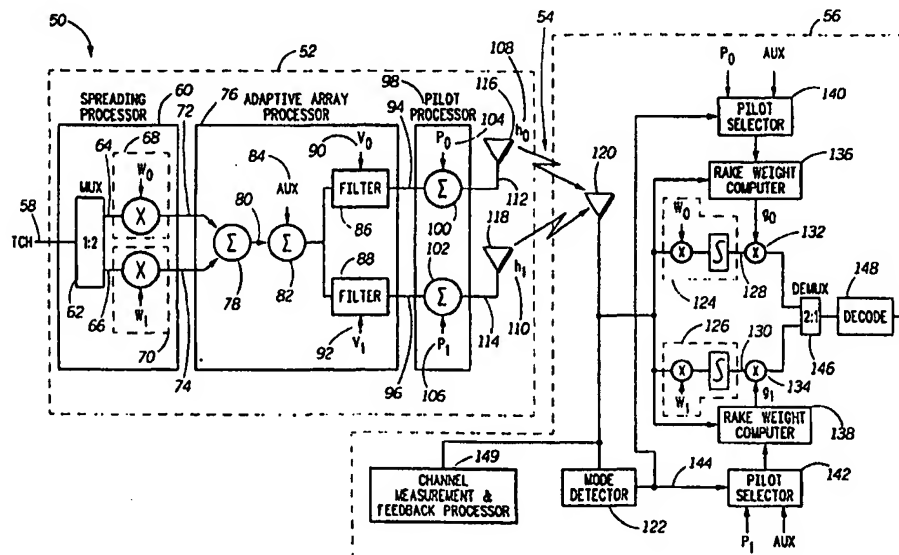 50
52
54
56
108
98
116
SPREADING PROCESSOR
60
72
76
ADAPTIVE ARRAY PROCESSOR
94
PILOT PROCESSOR
P0 AUX
PILOT SELECTOR
140
64
68
W0
84
AUX
90
V0
P0
104
h0
112
120
136
RAKE WEIGHT COMPUTER
58
TCH
MUX
1:2
X
80
FILTER
Σ
100
118
W0
g0
132
Σ
78
Σ
82
86
88
102
X
∫
128
X
148
DEMUX
124
126
2:1
DECODE
62
66
X
FILTER
Σ
h1
130
146
W1
70
74
92
V1
96
P1
106
114
110
X
∫
X
134
W1
g1
RAKE WEIGHT COMPUTER
138
149
CHANNEL MEASUREMENT & FEEDBACK PROCESSOR
MODE DETECTOR
122
144
PILOT SELECTOR
142
P1 AUX